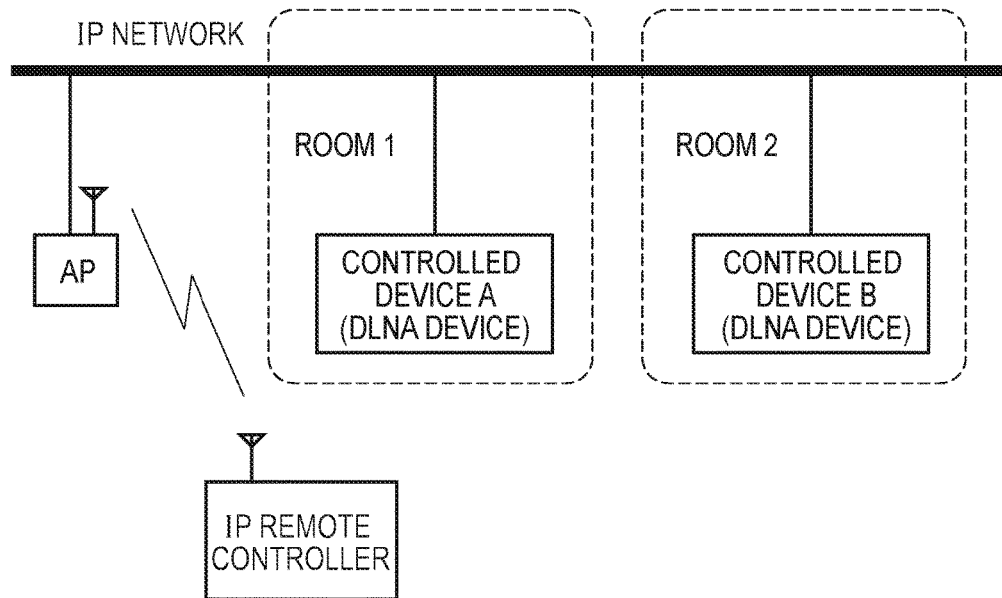 IP NETWORK
ROOM 1
ROOM 2
AP
CONTROLLED
DEVICE A
(DLNA DEVICE)
CONTROLLED
DEVICE B
(DLNA DEVICE)
IP REMOTE
CONTROLLER